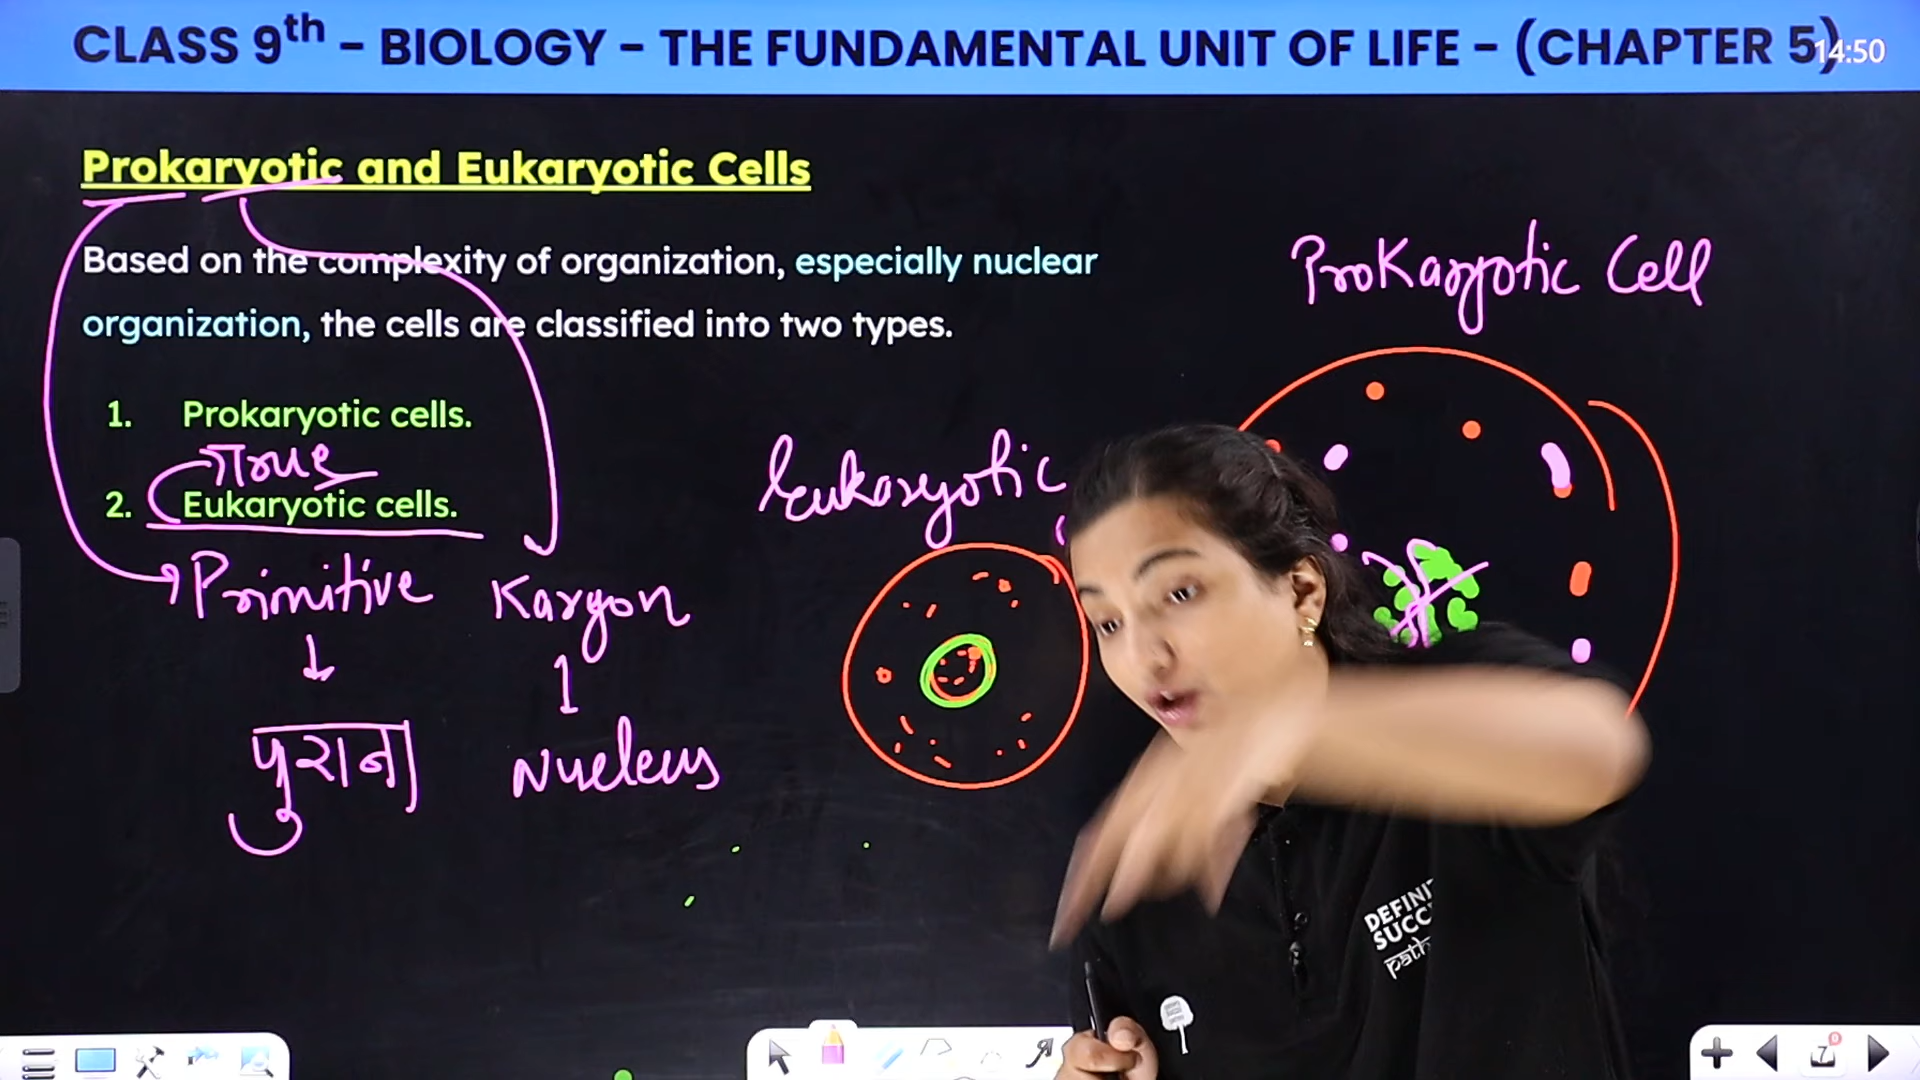 CLASS 9th - BIOLOGY - THE FUNDAMENTAL UNIT OF LIFE - (CHAPTER 5)
14:50
Prokaryotic and Eukaryotic Cells
Based on the complexity of organization, especially nuclear
organization, the cells are classified into two types.
1. Prokaryotic cells.
True
2. Eukaryotic cells.
Primitive
Karyon
पुराना
Nucleus
Prokaryotic Cell
Eukaryotic
7